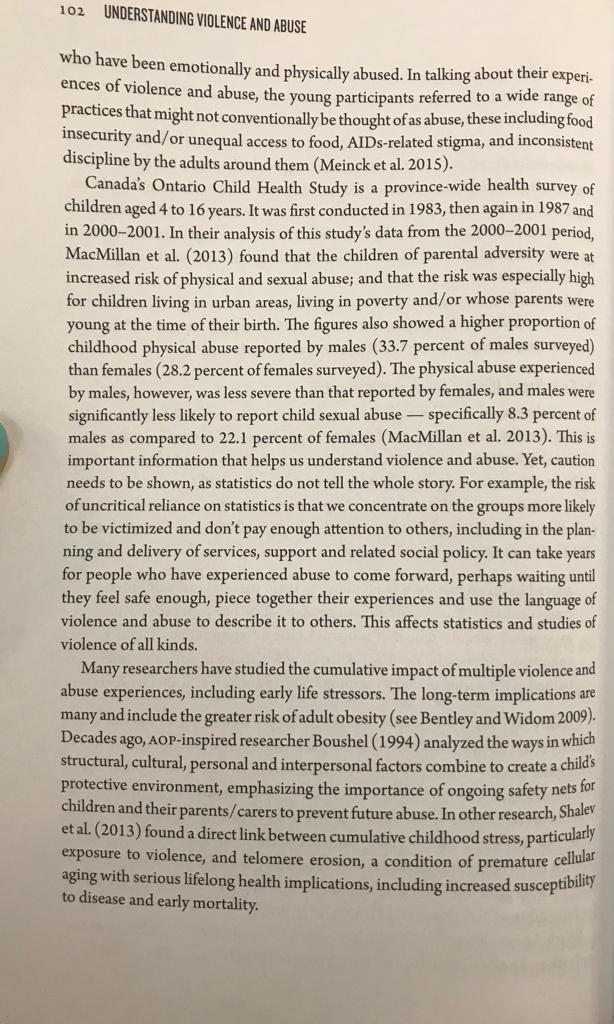 102 UNDERSTANDING VIOLENCE AND ABUSE
who have been emotionally and physically abused. In talking about their experi-
ences of violence and abuse, the young participants referred to a wide range of
practices that might not conventionally be thought of as abuse, these including food
insecurity and/or unequal access to food, AIDs-related stigma, and inconsistent
discipline by the adults around them (Meinck et al. 2015).
Canada's Ontario Child Health Study is a province-wide health survey of
children aged 4 to 16 years. It was first conducted in 1983, then again in 1987 and
in 2000–2001. In their analysis of this study's data from the 2000–2001 period,
MacMillan et al. (2013) found that the children of parental adversity were at
increased risk of physical and sexual abuse; and that the risk was especially high
for children living in urban areas, living in poverty and/or whose parents were
young at the time of their birth. The figures also showed a higher proportion of
childhood physical abuse reported by males (33.7 percent of males surveyed)
than females (28.2 percent of females surveyed). The physical abuse experienced
by males, however, was less severe than that reported by females, and males were
significantly less likely to report child sexual abuse — specifically 8.3 percent of
males as compared to 22.1 percent of females (MacMillan et al. 2013). This is
important information that helps us understand violence and abuse. Yet, caution
needs to be shown, as statistics do not tell the whole story. For example, the risk
of uncritical reliance on statistics is that we concentrate on the groups more likely
to be victimized and don't pay enough attention to others, including in the plan-
ning and delivery of services, support and related social policy. It can take years
for people who have experienced abuse to come forward, perhaps waiting until
they feel safe enough, piece together their experiences and use the language of
violence and abuse to describe it to others. This affects statistics and studies of
violence of all kinds.
Many researchers have studied the cumulative impact of multiple violence and
abuse experiences, including early life stressors. The long-term implications are
many and include the greater risk of adult obesity (see Bentley and Widom 2009).
Decades ago, AOP-inspired researcher Boushel (1994) analyzed the ways in which
structural, cultural, personal and interpersonal factors combine to create a child's
protective environment, emphasizing the importance of ongoing safety nets for
children and their parents/carers to prevent future abuse. In other research, Shalev
et al. (2013) found a direct link between cumulative childhood stress, particularly
exposure to violence, and telomere erosion, a condition of premature cellular
aging with serious lifelong health implications, including increased susceptibility
to disease and early mortality.